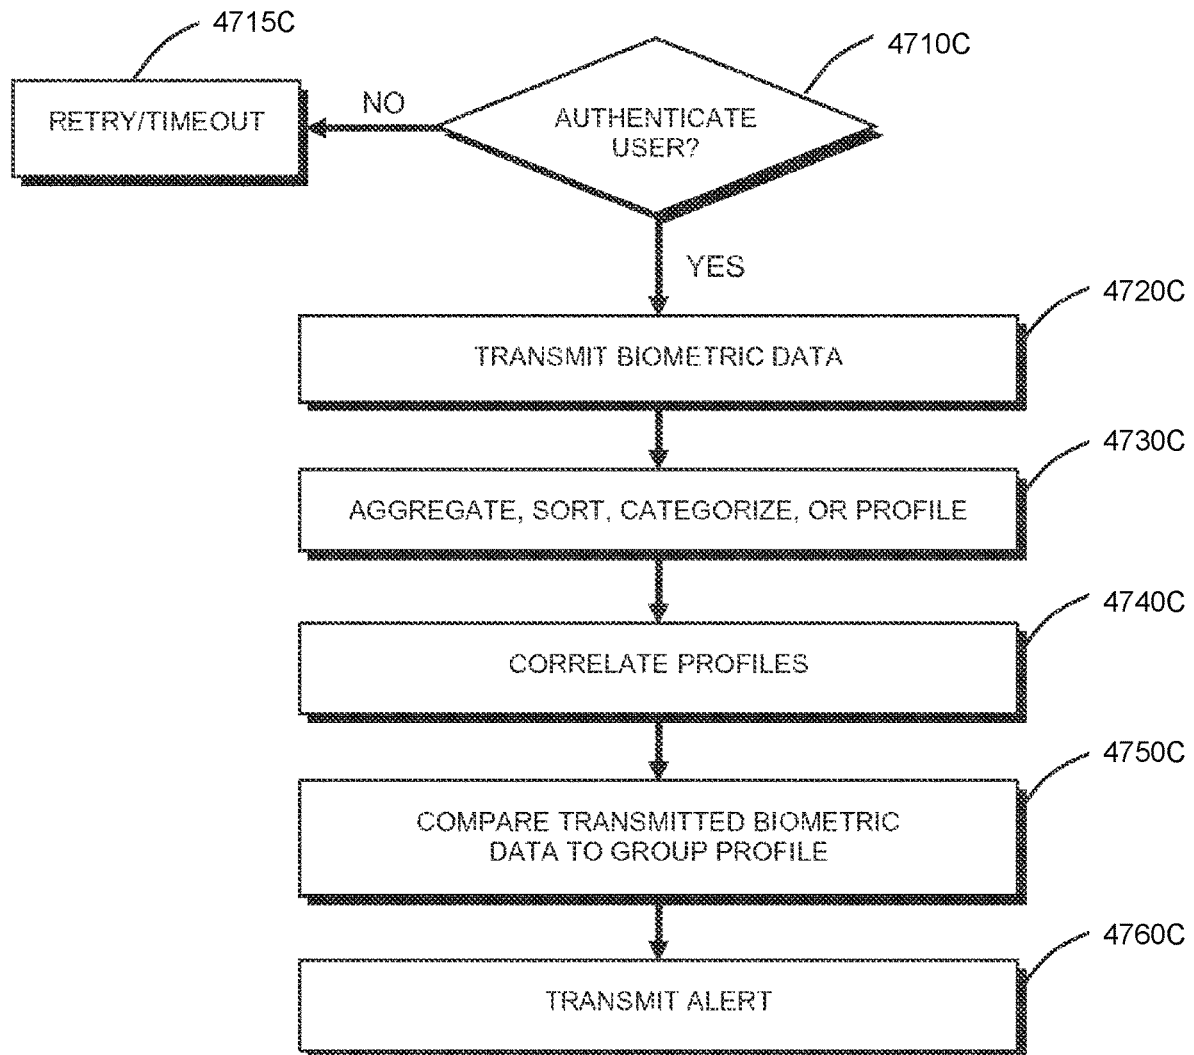 4715C
4710C
RETRY/TIMEOUT
NO
AUTHENTICATE
USER?
YES
4720C
TRANSMIT BIOMETRIC DATA
4730C
AGGREGATE, SORT, CATEGORIZE, OR PROFILE
4740C
CORRELATE PROFILES
4750C
COMPARE TRANSMITTED BIOMETRIC
DATA TO GROUP PROFILE
4760C
TRANSMIT ALERT